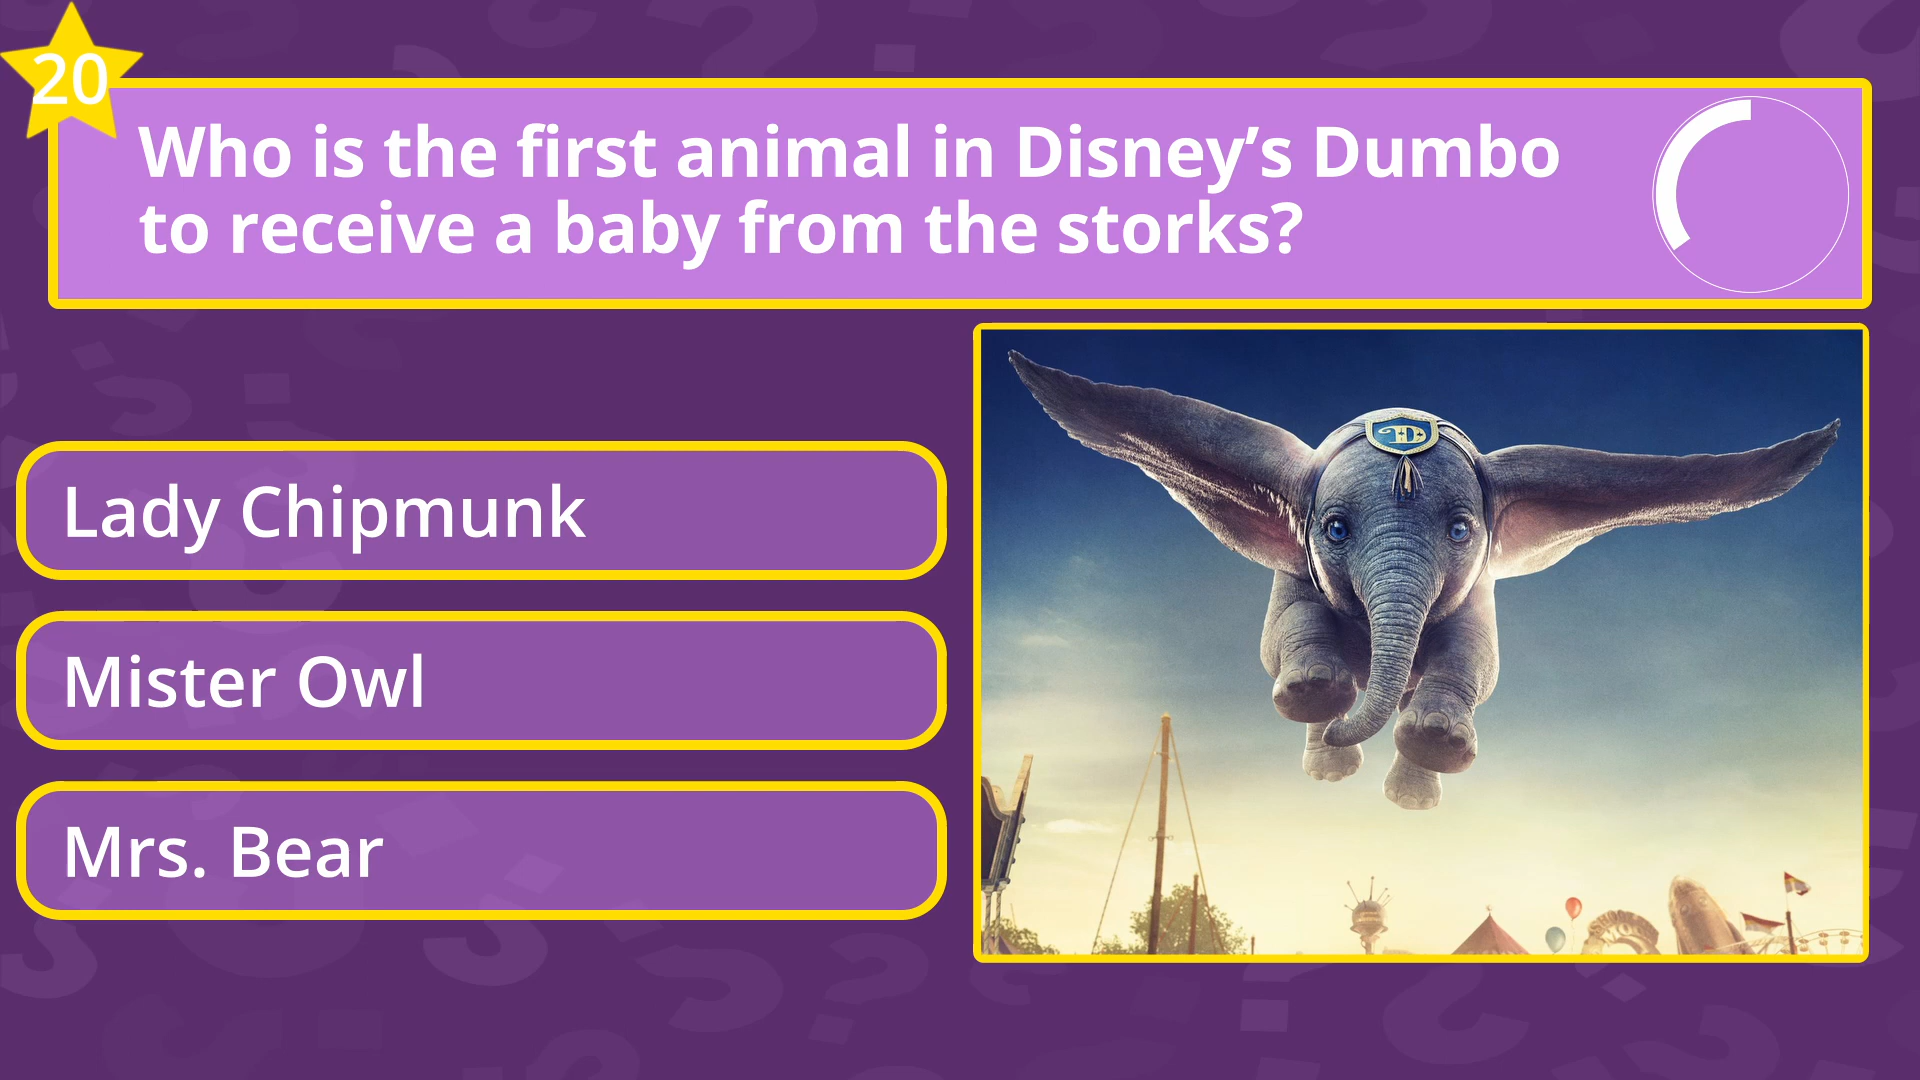 20
Who is the first animal in Disney’s Dumbo
to receive a baby from the storks?
Lady Chipmunk
Mister Owl
Mrs. Bear
D